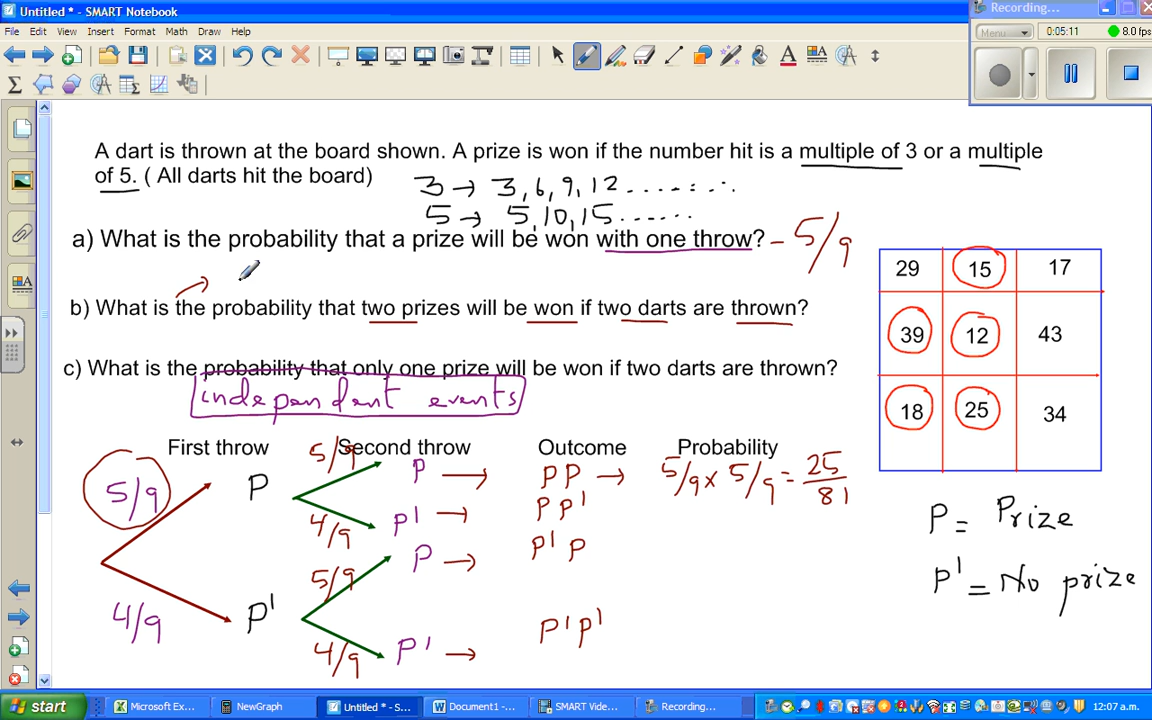 Untitled * - SMART Notebook
Recording...
File Edit View Insert Format Math Draw Help
Menu
0:05:11
8.0 fps
A dart is thrown at the board shown. A prize is won if the number hit is a multiple of 3 or a multiple
of 5. ( All darts hit the board)
3 → 3, 6, 9, 12 ........
5 → 5, 10, 15 ......
a) What is the probability that a prize will be won with one throw? - 5/9
b) What is the probability that two prizes will be won if two darts are thrown?
c) What is the probability that only one prize will be won if two darts are thrown?
independent events
29 15 17
39 12 43
18 25 34
First throw Second throw Outcome Probability
5/9 P 5/9 P → PP → 5/9 x 5/9 = 25/81
4/9 P' → PP'
5/9 P → P'P
4/9 P' 4/9 P' → P'P'
P = Prize
P' = No prize
start
Microsoft Ex...
NewGraph
Untitled * - S...
Document1 -...
SMART Vide...
Recording...
12:07 a.m.